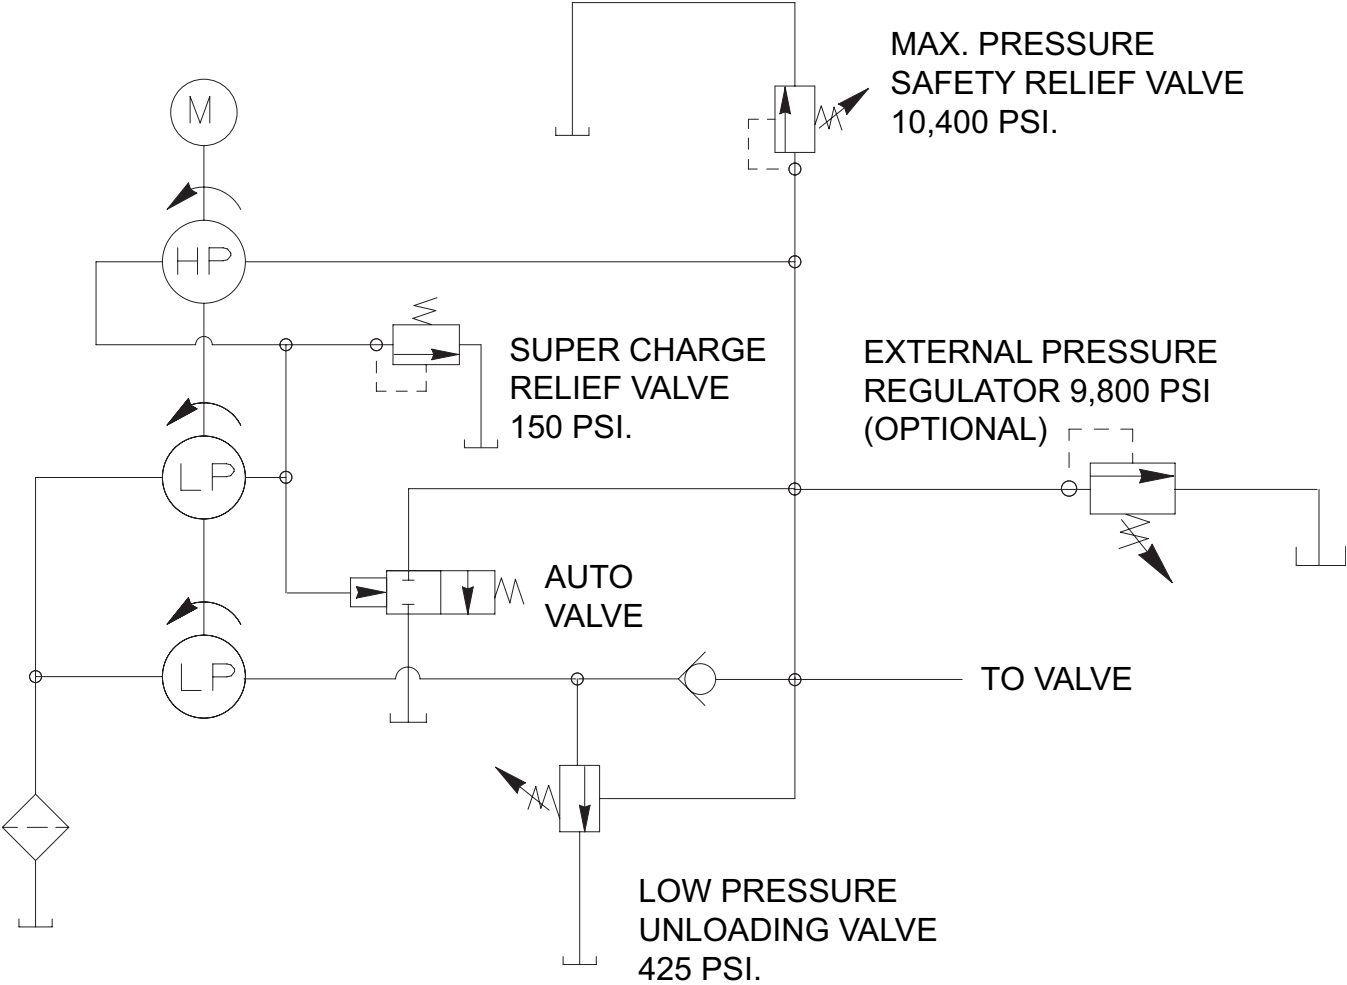 MAX. PRESSURE
SAFETY RELIEF VALVE
10,400 PSI.
M
HP
SUPER CHARGE
RELIEF VALVE
150 PSI.
EXTERNAL PRESSURE
REGULATOR 9,800 PSI
(OPTIONAL)
LP
AUTO
VALVE
LP
TO VALVE
LOW PRESSURE
UNLOADING VALVE
425 PSI.